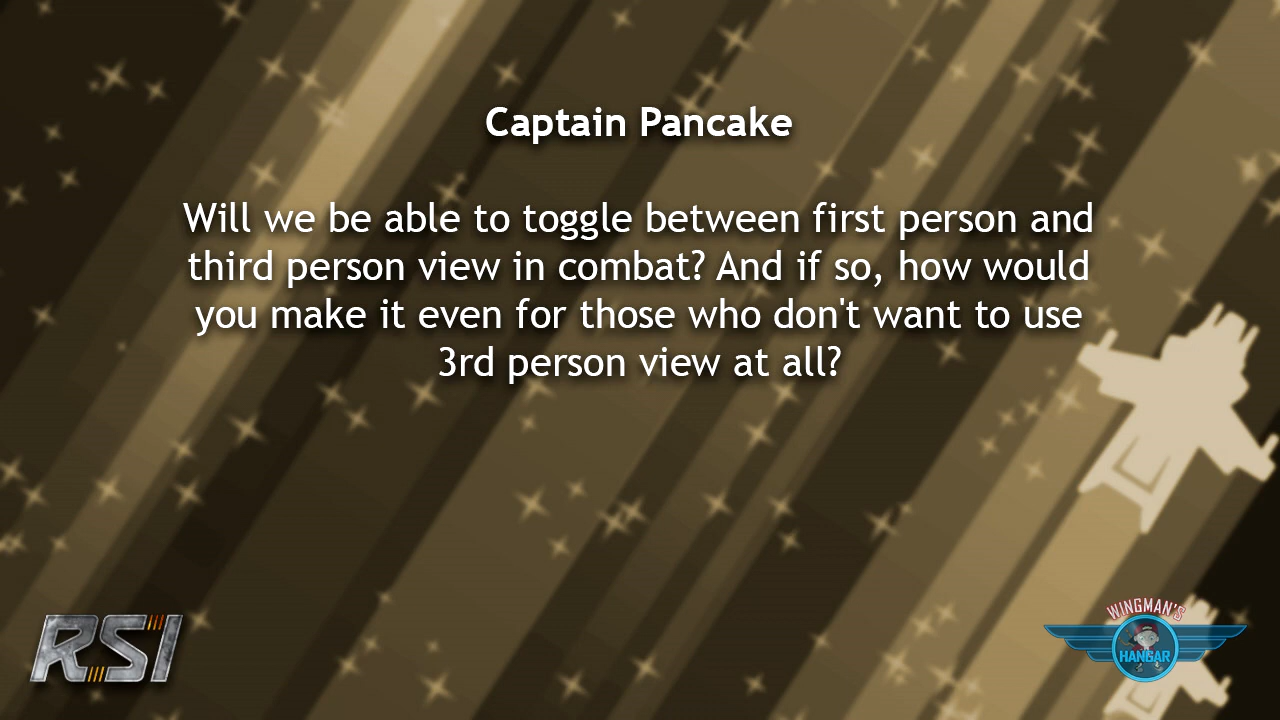 Captain Pancake
Will we be able to toggle between first person and
third person view in combat? And if so, how would
you make it even for those who don't want to use
3rd person view at all?
RSI
WINGMAN'S
HANGAR